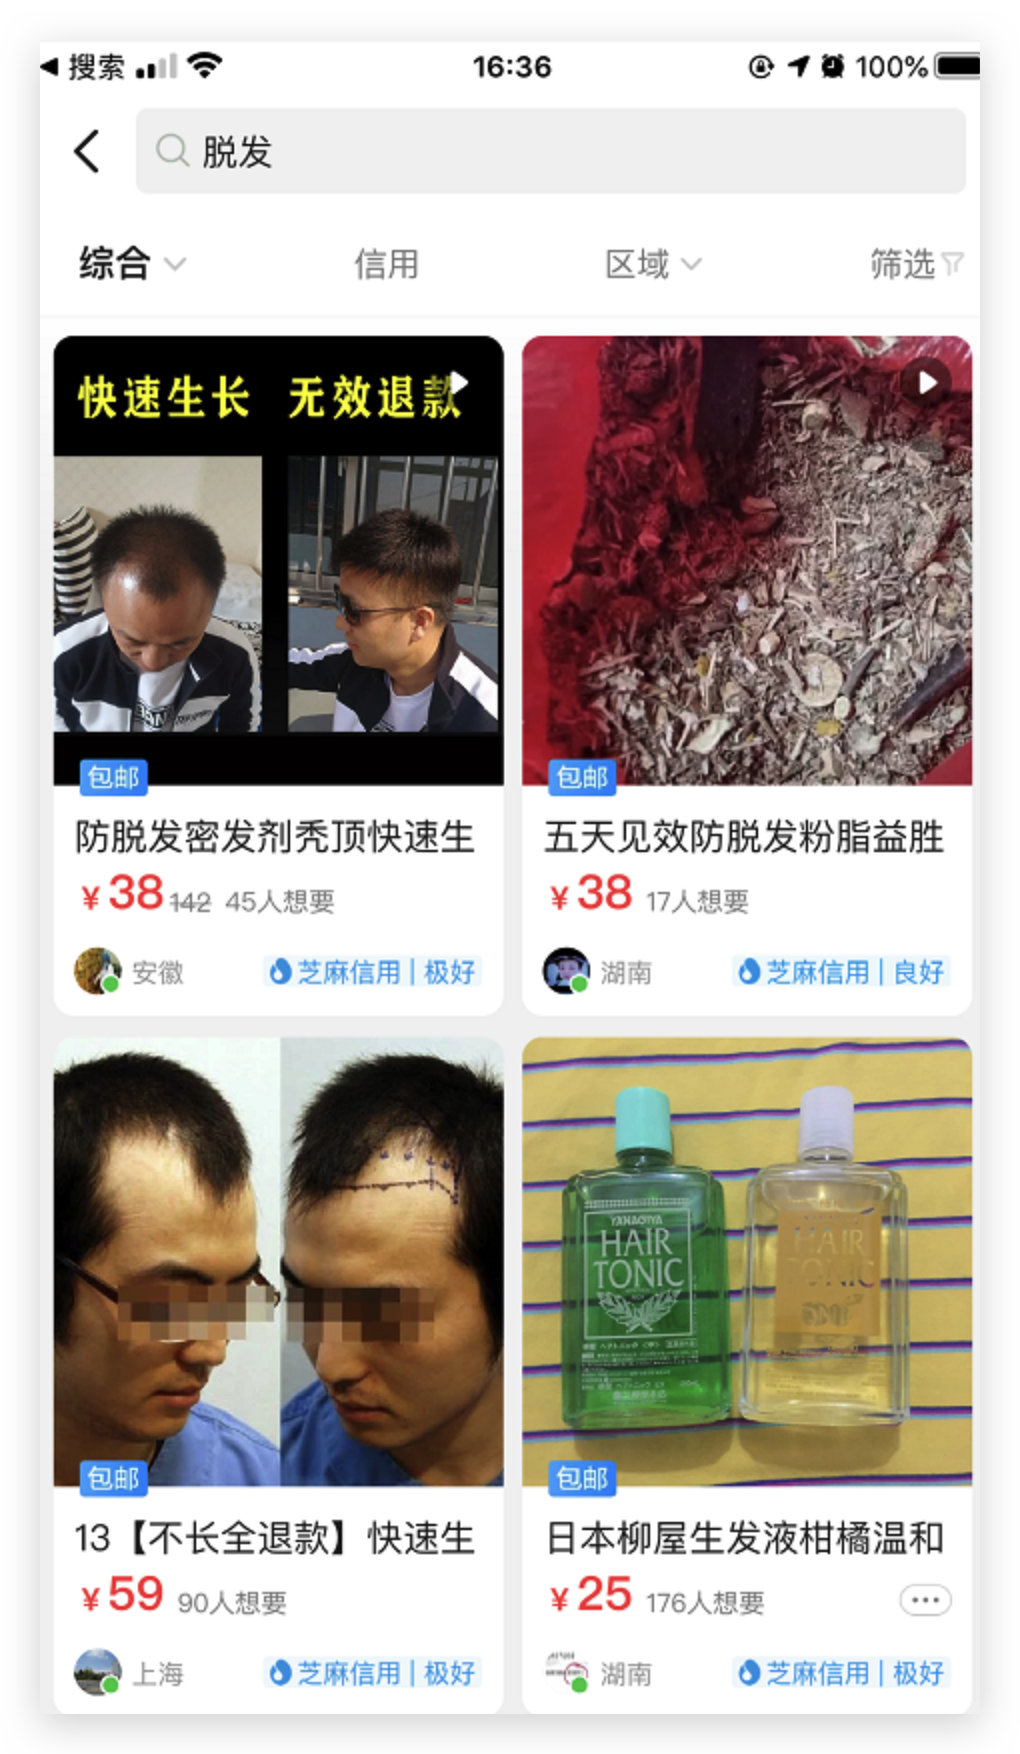 搜索
16:36
100%
脱发
综合
信用
区域
筛选
快速生长 无效退款
包邮
防脱发密发剂秃顶快速生
¥38 142 45人想要
安徽
芝麻信用|极好
包邮
五天见效防脱发粉脂益胜
¥38 17人想要
湖南
芝麻信用|良好
包邮
13【不长全退款】快速生
¥59 90人想要
上海
芝麻信用|极好
YANAGIYA
HAIR
TONIC
HAIR
TONIC
包邮
日本柳屋生发液柑橘温和
¥25 176人想要
湖南
芝麻信用|极好